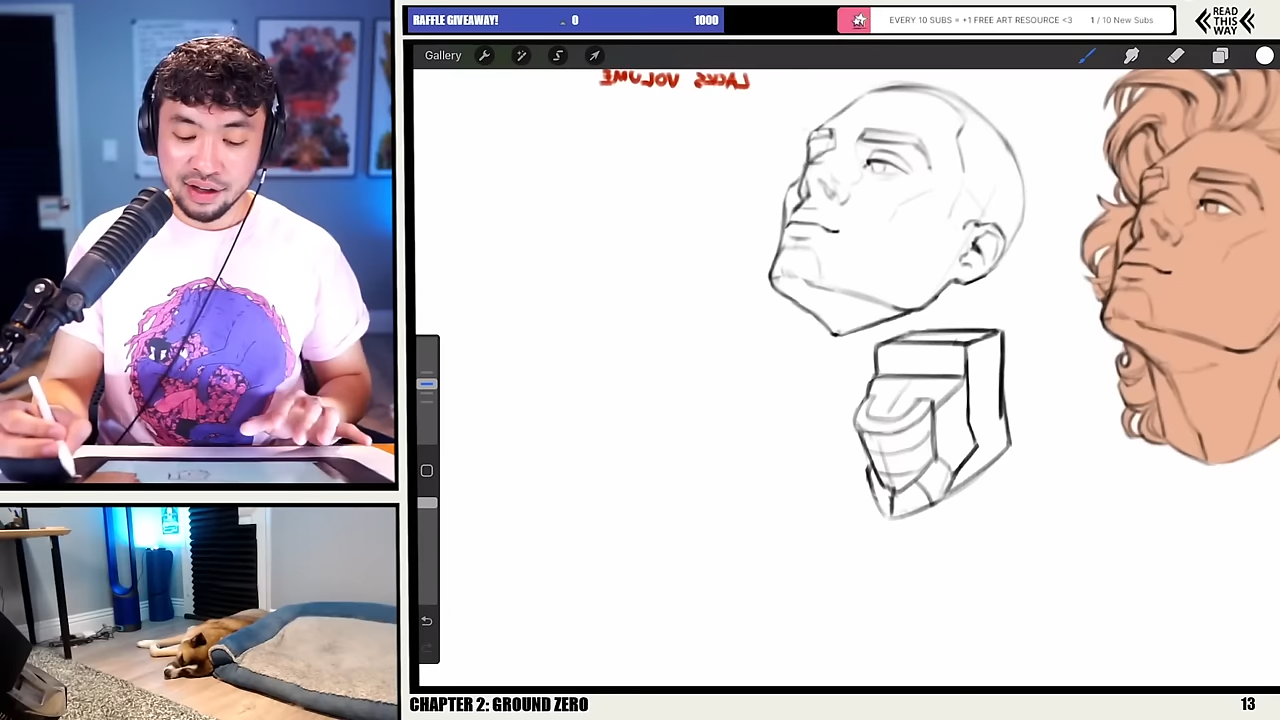 RAFFLE GIVEAWAY! 0 1000
EVERY 10 SUBS = +1 FREE ART RESOURCE <3 1 / 10 New Subs
READ
THIS
WAY
Gallery
LACKS VOLUME
CHAPTER 2: GROUND ZERO 13